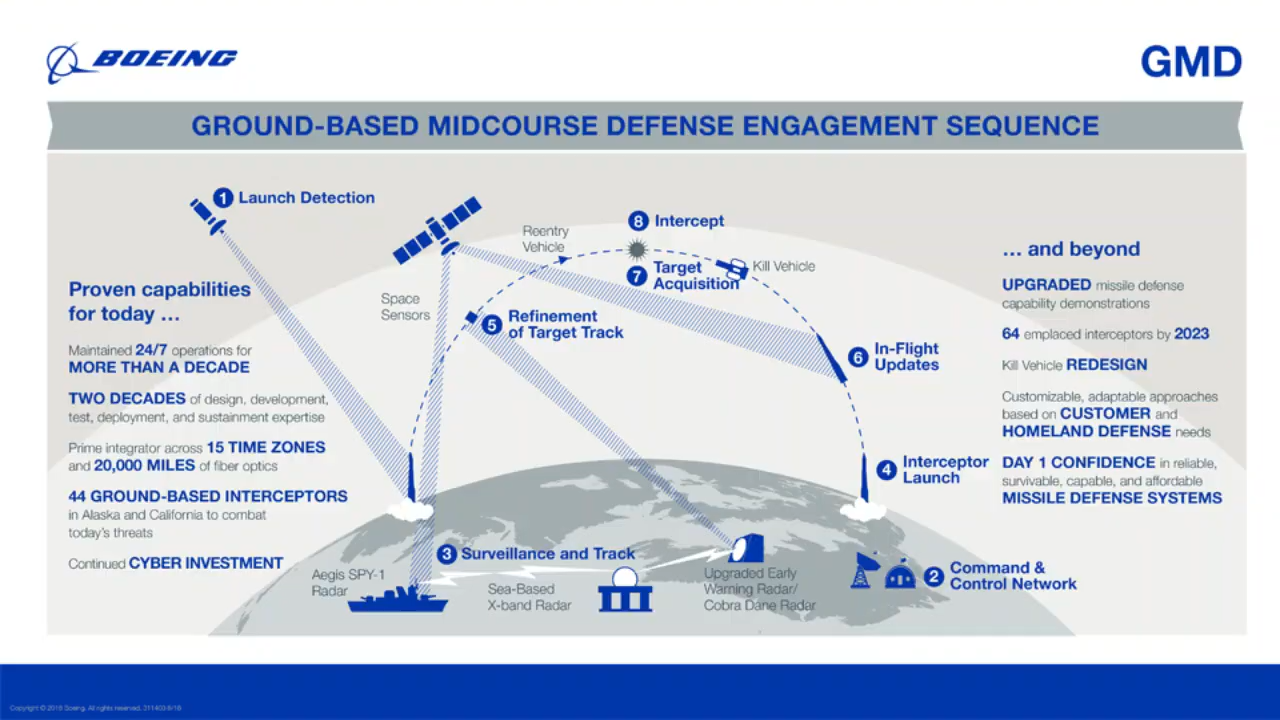 BOEING
GMD
GROUND-BASED MIDCOURSE DEFENSE ENGAGEMENT SEQUENCE
1 Launch Detection
Reentry
Vehicle
8 Intercept
7 Target
Acquisition
Kill Vehicle
Space
Sensors
5 Refinement
of Target Track
6 In-Flight
Updates
4 Interceptor
Launch
3 Surveillance and Track
Aegis SPY-1
Radar
Sea-Based
X-band Radar
Upgraded Early
Warning Radar/
Cobra Dane Radar
2 Command &
Control Network
Proven capabilities
for today ...
Maintained 24/7 operations for
MORE THAN A DECADE
TWO DECADES of design, development,
test, deployment, and sustainment expertise
Prime integrator across 15 TIME ZONES
and 20,000 MILES of fiber optics
44 GROUND-BASED INTERCEPTORS
in Alaska and California to combat
today's threats
Continued CYBER INVESTMENT
... and beyond
UPGRADED missile defense
capability demonstrations
64 emplaced interceptors by 2023
Kill Vehicle REDESIGN
Customizable, adaptable approaches
based on CUSTOMER and
HOMELAND DEFENSE needs
DAY 1 CONFIDENCE in reliable,
survivable, capable, and affordable
MISSILE DEFENSE SYSTEMS
Copyright © 2018 Boeing. All rights reserved.